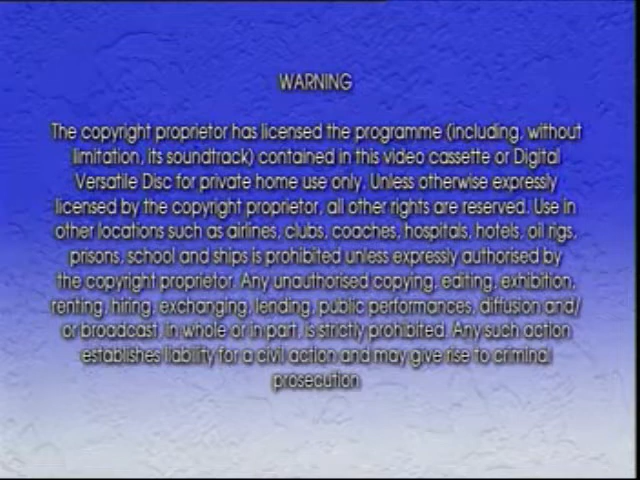 WARNING
The copyright proprietor has licensed the programme (including, without
limitation, its soundtrack) contained in this video cassette or Digital
Versatile Disc for private home use only. Unless otherwise expressly
licensed by the copyright proprietor, all other rights are reserved. Use in
other locations such as airlines, clubs, coaches, hospitals, hotels, oil rigs,
prisons, school and ships is prohibited unless expressly authorised by
the copyright proprietor. Any unauthorised copying, editing, exhibition,
renting, hiring, exchanging, lending, public performances, diffusion and/
or broadcast, in whole or in part, is strictly prohibited. Any such action
establishes liability for a civil action and may give rise to criminal
prosecution.